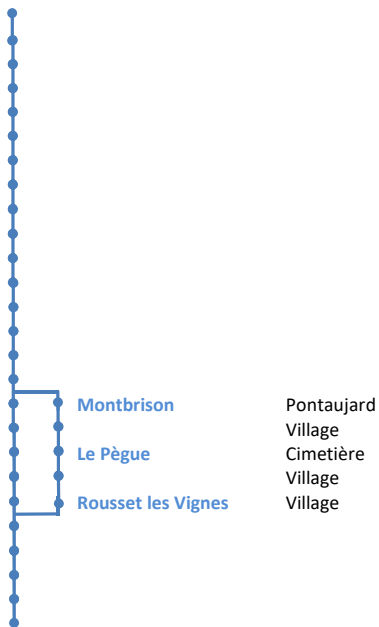 Montbrison Pontaujard
Village
Le Pègue Cimetière
Village
Rousset les Vignes Village